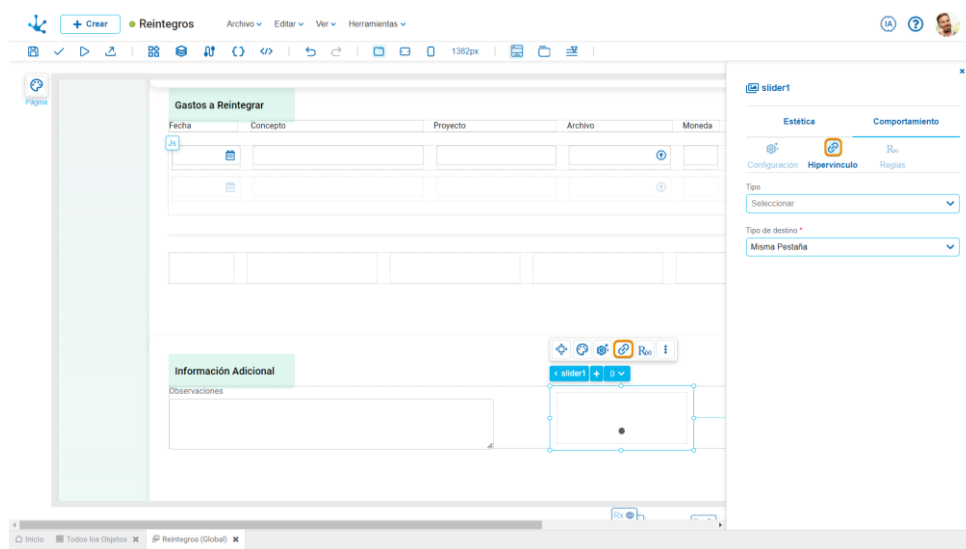 Crear
Reintegros
Archivo
Editar
Ver
Herramientas
IA
?
1382px
Página
slider1
Gastos a Reintegrar
Estética
Comportamiento
Fecha
Concepto
Proyecto
Archivo
Moneda
Js
Configuración
Hipervínculo
Reglas
Tipo
Seleccionar
Tipo de destino *
Misma Pestaña
Información Adicional
slider1
+
0
Observaciones
Rx
Inicio
Todos los Objetos
Reintegros (Global)